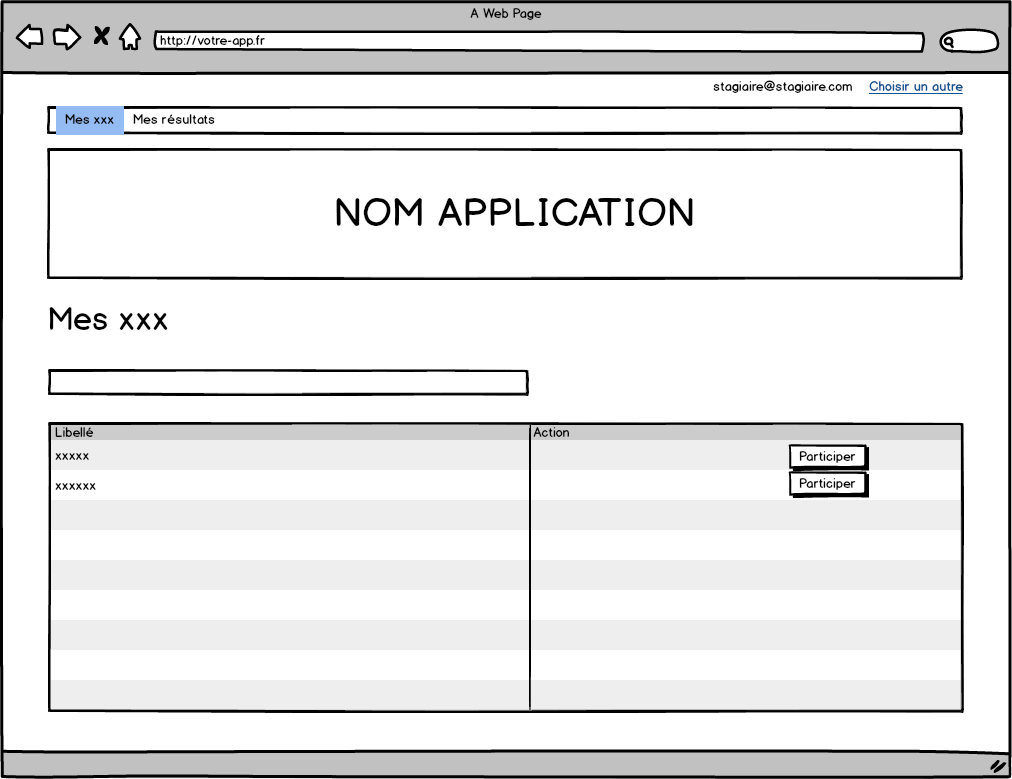 A Web Page
http://votre-app.fr
stagiaire@stagiaire.com Choisir un autre
Mes xxx Mes résultats
NOM APPLICATION
Mes xxx
Libellé Action
xxxxx Participer
xxxxxx Participer